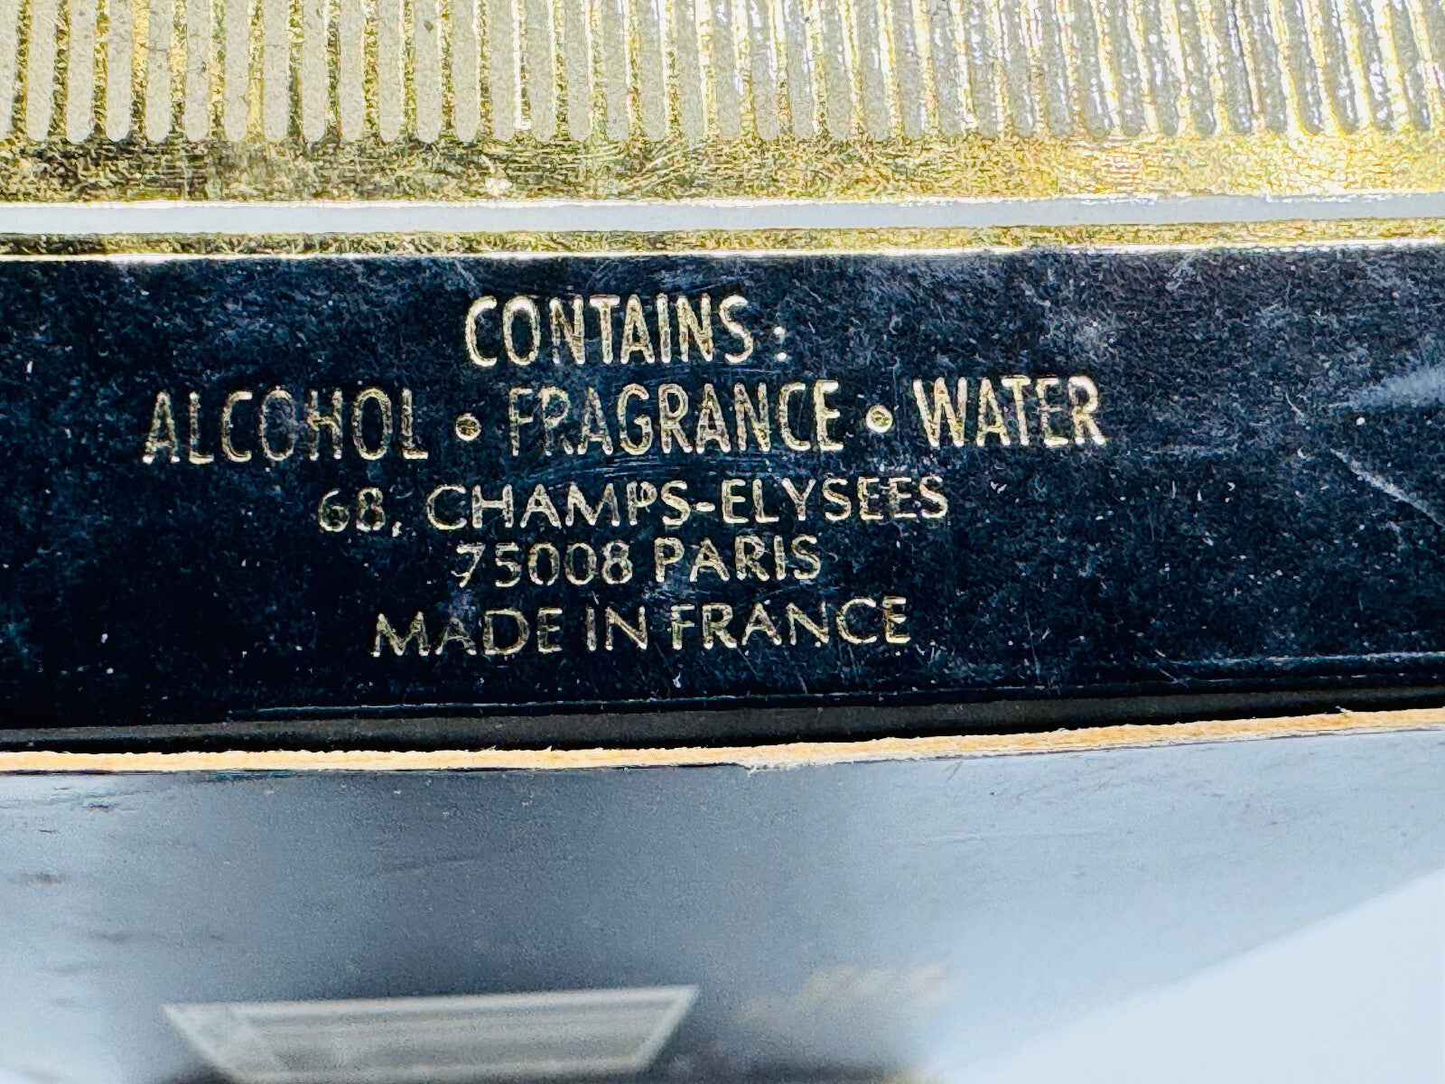 CONTAINS :
ALCOHOL • FRAGRANCE • WATER
68, CHAMPS-ELYSEES
75008 PARIS
MADE IN FRANCE